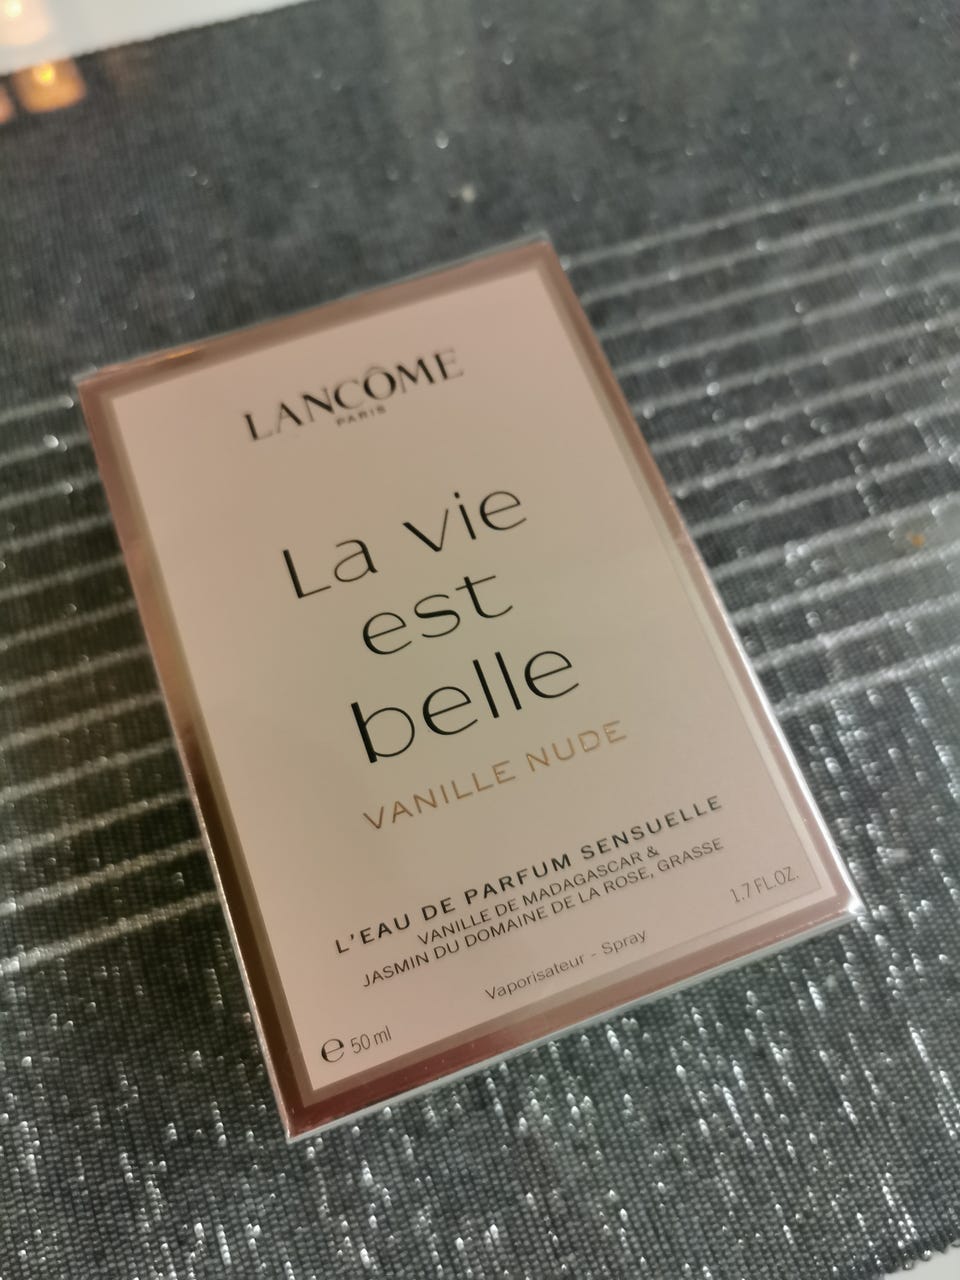 LANCÔME
PARIS
La vie
est
belle
VANILLE NUDE
L'EAU DE PARFUM SENSUELLE
VANILLE DE MADAGASCAR &
JASMIN DU DOMAINE DE LA ROSE, GRASSE
Vaporisateur - Spray
1.7 FL.OZ.
℮ 50 ml